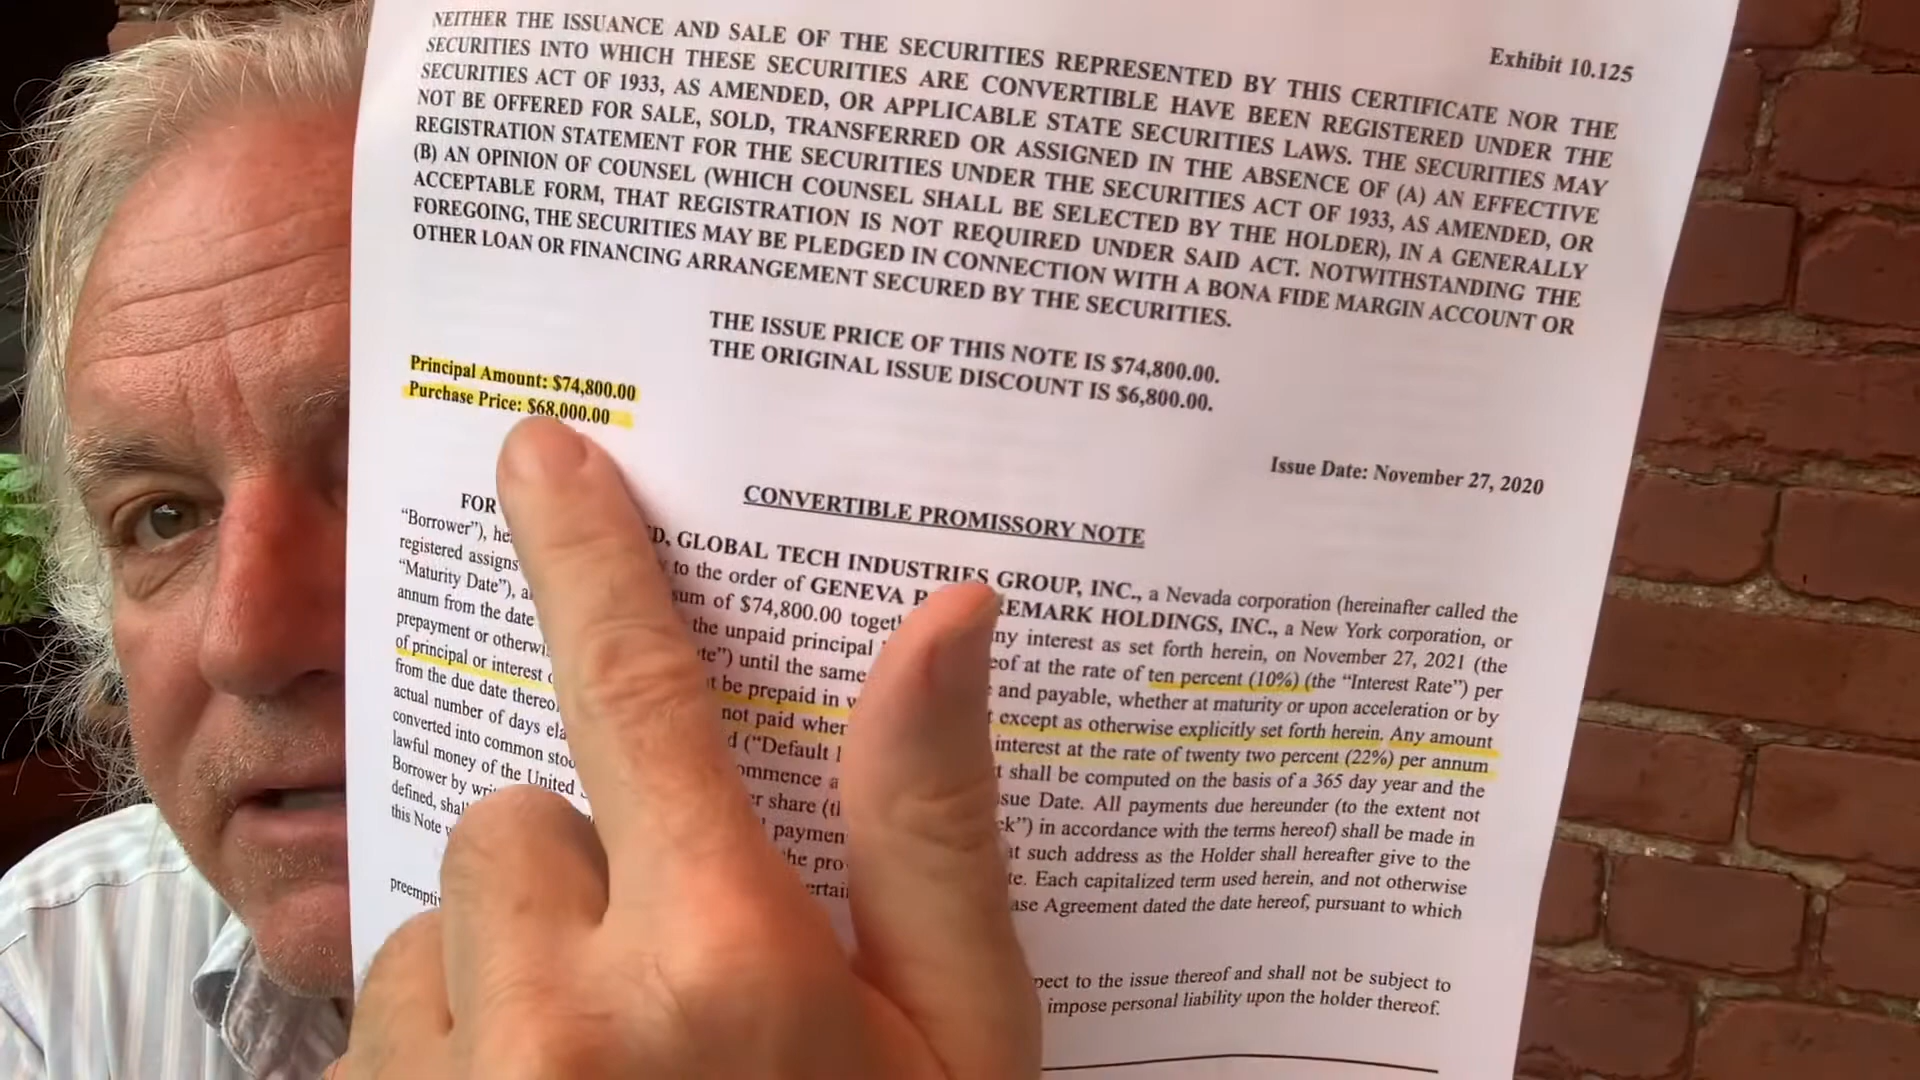 Exhibit 10.125
NEITHER THE ISSUANCE AND SALE OF THE SECURITIES REPRESENTED BY THIS CERTIFICATE NOR THE
SECURITIES INTO WHICH THESE SECURITIES ARE CONVERTIBLE HAVE BEEN REGISTERED UNDER THE
SECURITIES ACT OF 1933, AS AMENDED, OR APPLICABLE STATE SECURITIES LAWS. THE SECURITIES MAY
NOT BE OFFERED FOR SALE, SOLD, TRANSFERRED OR ASSIGNED IN THE ABSENCE OF (A) AN EFFECTIVE
REGISTRATION STATEMENT FOR THE SECURITIES UNDER THE SECURITIES ACT OF 1933, AS AMENDED, OR
(B) AN OPINION OF COUNSEL (WHICH COUNSEL SHALL BE SELECTED BY THE HOLDER), IN A GENERALLY
ACCEPTABLE FORM, THAT REGISTRATION IS NOT REQUIRED UNDER SAID ACT. NOTWITHSTANDING THE
FOREGOING, THE SECURITIES MAY BE PLEDGED IN CONNECTION WITH A BONA FIDE MARGIN ACCOUNT OR
OTHER LOAN OR FINANCING ARRANGEMENT SECURED BY THE SECURITIES.
THE ISSUE PRICE OF THIS NOTE IS $74,800.00.
THE ORIGINAL ISSUE DISCOUNT IS $6,800.00.
Principal Amount: $74,800.00
Purchase Price: $68,000.00
Issue Date: November 27, 2020
CONVERTIBLE PROMISSORY NOTE
FOR GLOBAL TECH INDUSTRIES GROUP, INC., a Nevada corporation (hereinafter called the
“Borrower”), to the order of GENEVA REMARK HOLDINGS, INC., a New York corporation, or
registered assigns sum of $74,800.00 any interest as set forth herein, on November 27, 2021 (the
“Maturity Date”), the unpaid principal at the rate of ten percent (10%) (the “Interest Rate”) per
annum from the date until the same and payable, whether at maturity or upon acceleration or by
prepayment or be prepaid in except as otherwise explicitly set forth herein. Any amount
of principal or interest not paid when interest at the rate of twenty two percent (22%) per annum
from the due date (“Default shall be computed on the basis of a 365 day year and the
actual number of days Date. All payments due hereunder (to the extent not
converted into common per share in accordance with the terms hereof) shall be made in
lawful money of the United such address as the Holder shall hereafter give to the
Borrower by Each capitalized term used herein, and not otherwise
defined, Agreement dated the date hereof, pursuant to which
this Note
to the issue thereof and shall not be subject to
impose personal liability upon the holder thereof.